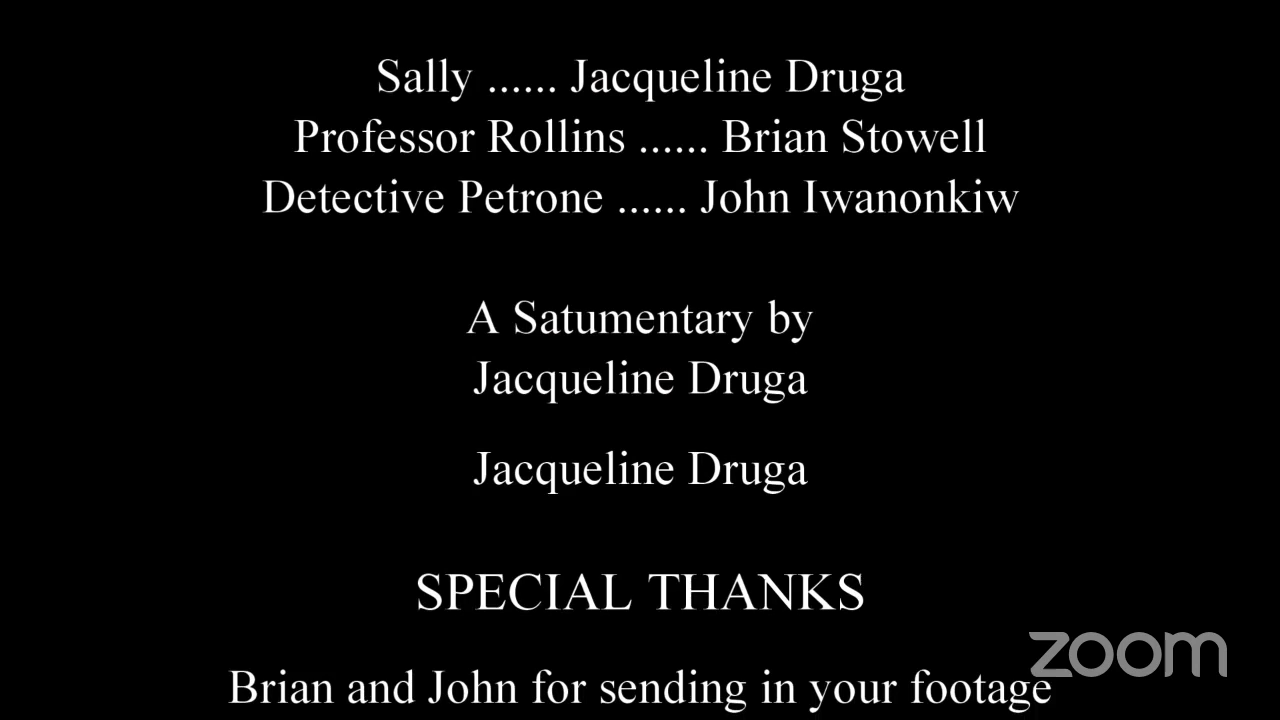 Sally ...... Jacqueline Druga
Professor Rollins ...... Brian Stowell
Detective Petrone ...... John Iwanonkiw
A Satumentary by
Jacqueline Druga
Jacqueline Druga
SPECIAL THANKS
zoom
Brian and John for sending in your footage